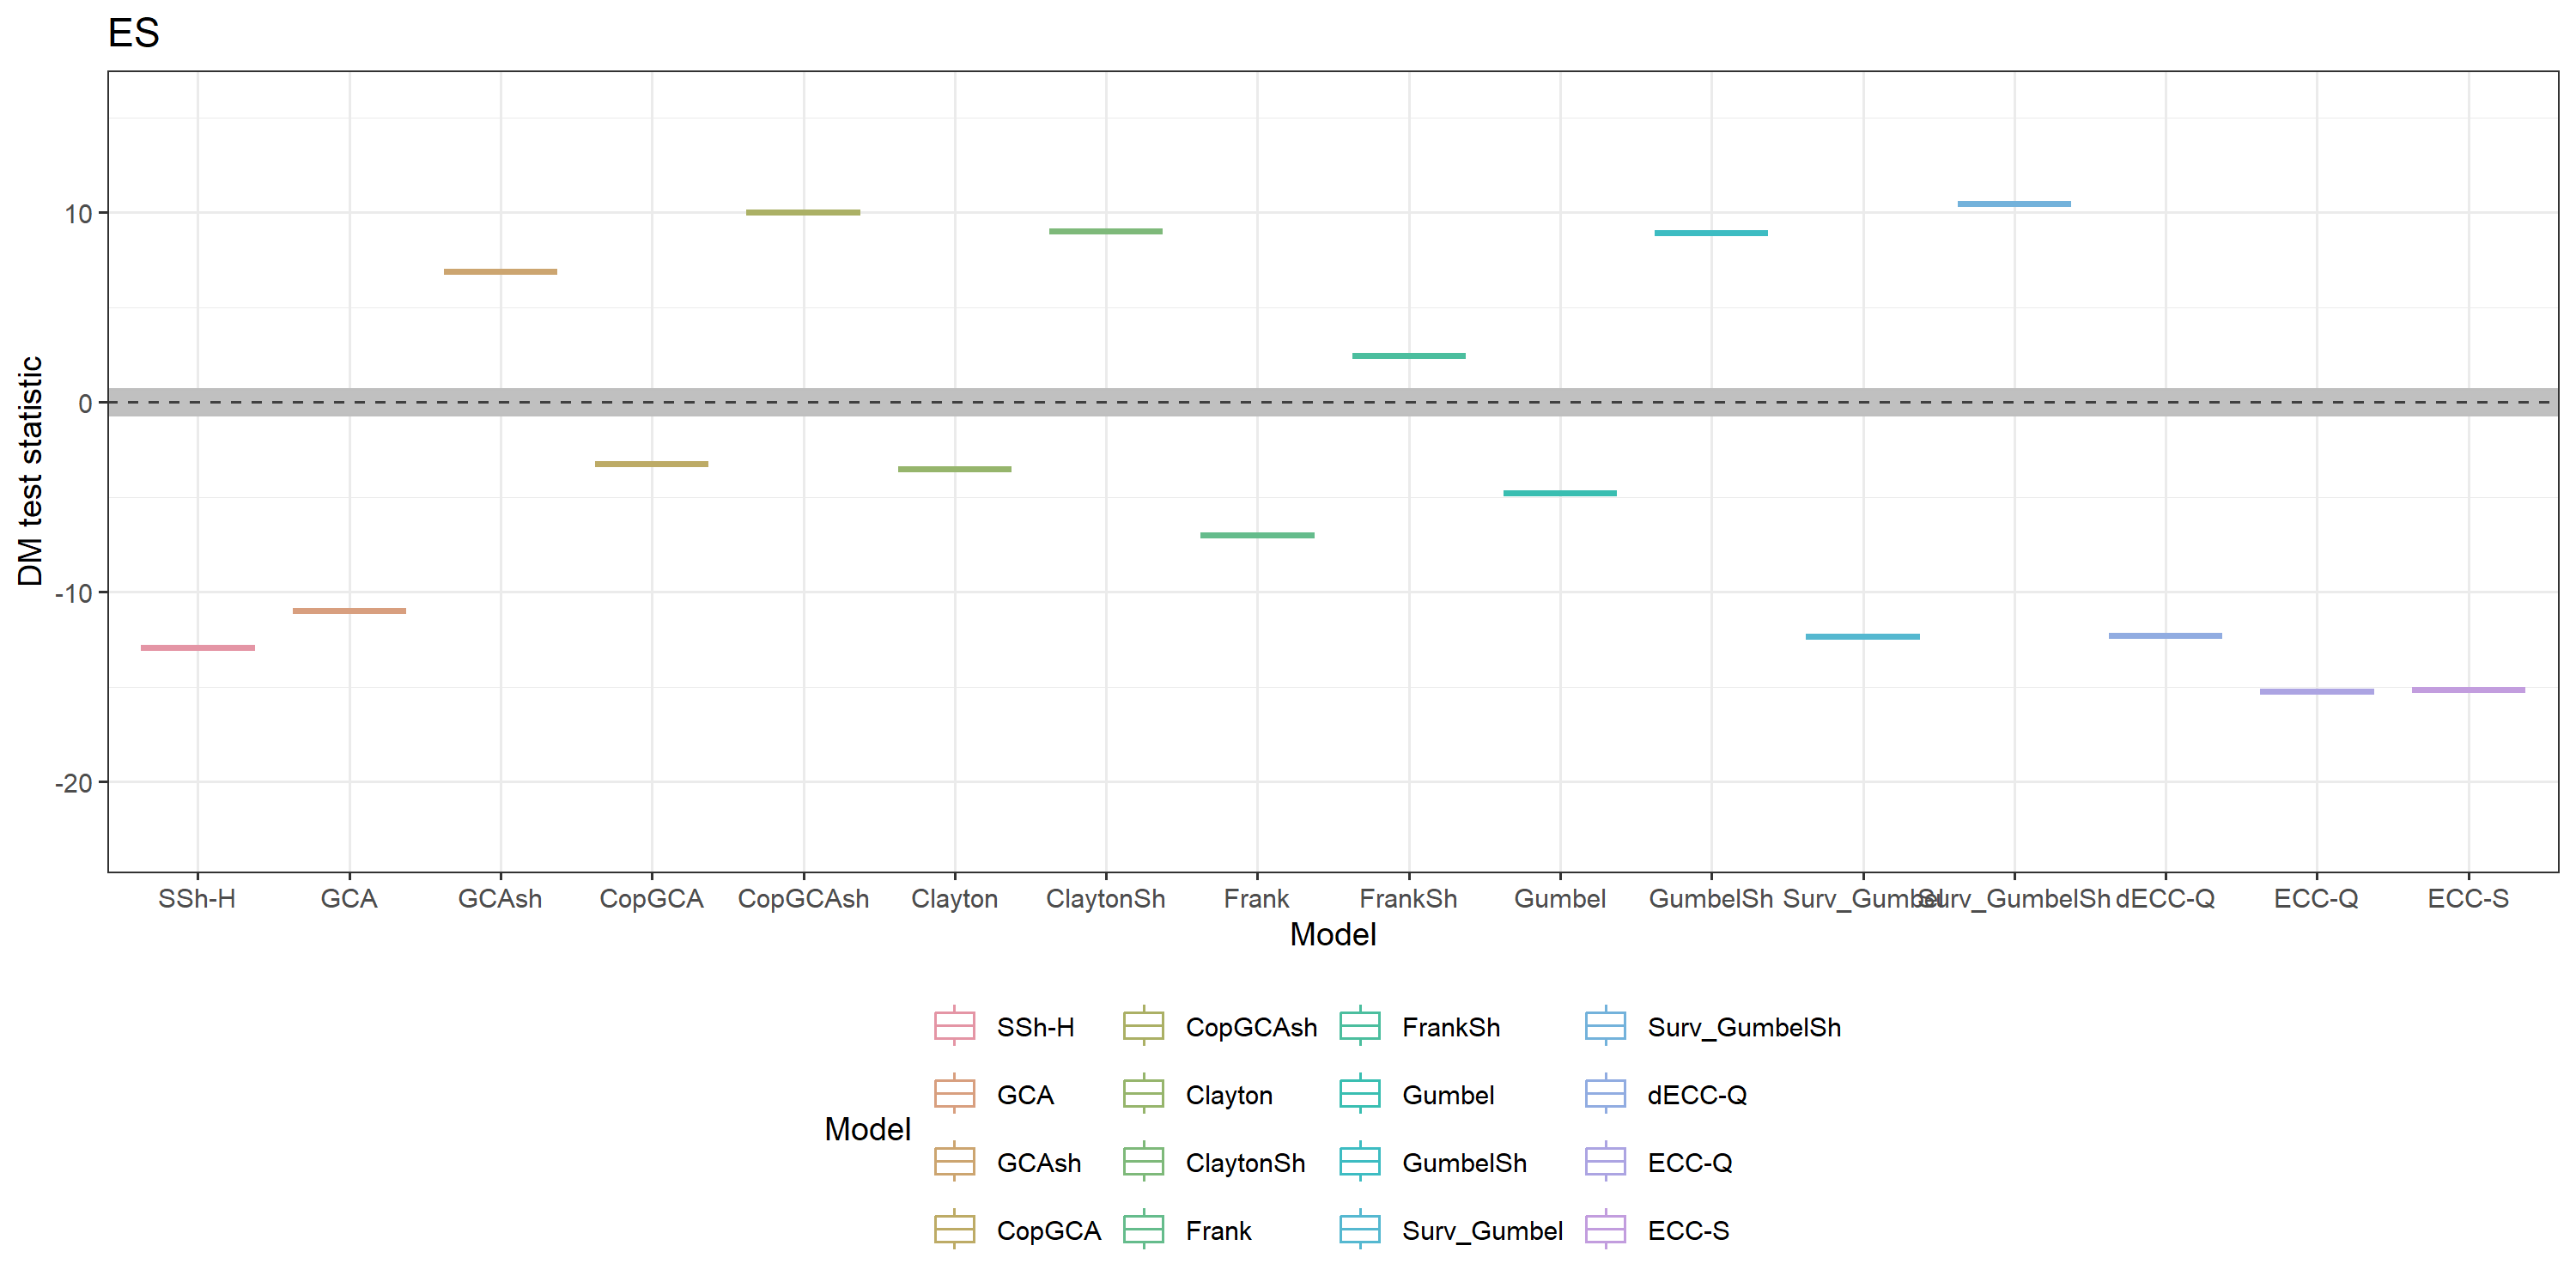 ES
DM test statistic
10
0
-10
-20
SSh-H GCA GCAsh CopGCA CopGCAsh Clayton ClaytonSh Frank FrankSh Gumbel GumbelSh Surv_Gumbel Surv_GumbelSh dECC-Q ECC-Q ECC-S
Model
Model
SSh-H CopGCAsh FrankSh Surv_GumbelSh
GCA Clayton Gumbel dECC-Q
GCAsh ClaytonSh GumbelSh ECC-Q
CopGCA Frank Surv_Gumbel ECC-S